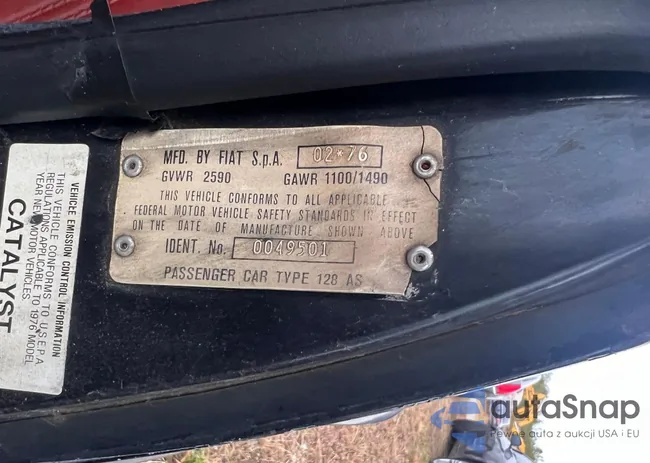 MFD. BY FIAT S.p.A. 02*76
GVWR 2590 GAWR 1100/1490
THIS VEHICLE CONFORMS TO ALL APPLICABLE
FEDERAL MOTOR VEHICLE SAFETY STANDARDS IN EFFECT
ON THE DATE OF MANUFACTURE SHOWN ABOVE
IDENT. No. 0049501
PASSENGER CAR TYPE 128 AS
VEHICLE EMISSION CONTROL INFORMATION
THIS VEHICLE CONFORMS TO U.S.E.P.A.
REGULATIONS APPLICABLE TO 1976 MODEL
YEAR NEW MOTOR VEHICLES.
CATALYST
autaSnap
Pewne auta z aukcji USA i EU